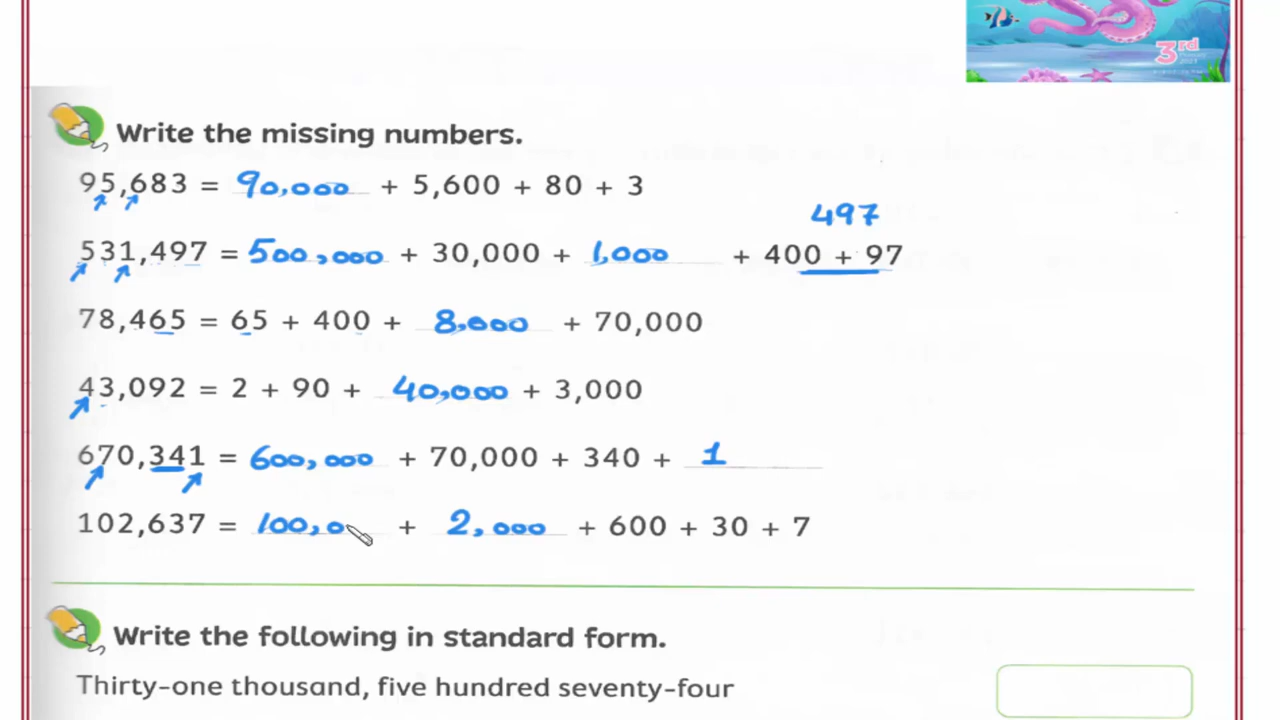 3rd
Write the missing numbers.
95,683 = 90,000 + 5,600 + 80 + 3
497
531,497 = 500,000 + 30,000 + 1,000 + 400 + 97
78,465 = 65 + 400 + 8,000 + 70,000
43,092 = 2 + 90 + 40,000 + 3,000
670,341 = 600,000 + 70,000 + 340 + 1
102,637 = 100,0 + 2,000 + 600 + 30 + 7
Write the following in standard form.
Thirty-one thousand, five hundred seventy-four